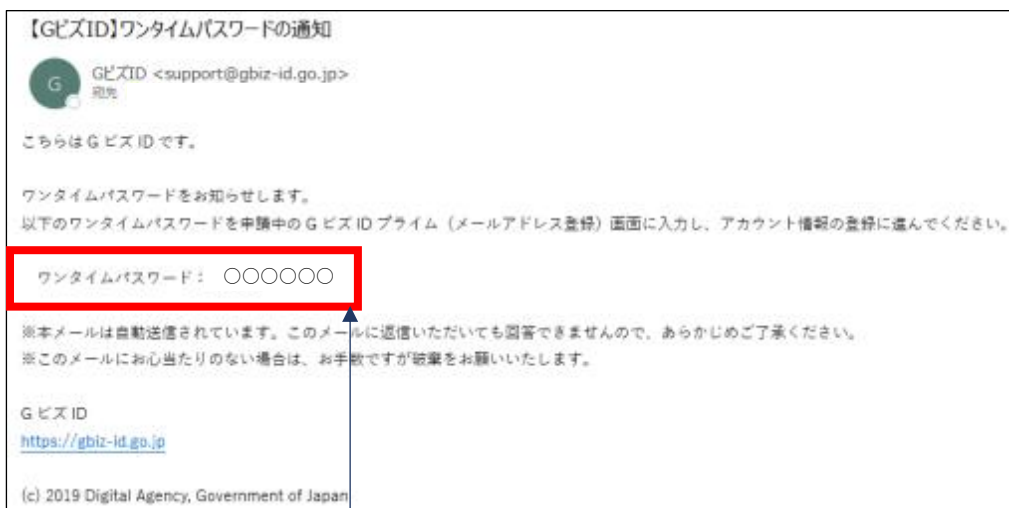 【GビズID】ワンタイムパスワードの通知
G
GビズID <support@gbiz-id.go.jp>
宛先
こちらはGビズIDです。
ワンタイムパスワードをお知らせします。
以下のワンタイムパスワードを申請中のGビズIDプライム（メールアドレス登録）画面に入力し、アカウント情報の登録に進んでください。
ワンタイムパスワード： 〇〇〇〇〇〇
※本メールは自動送信されています。このメールに返信いただいても回答できませんので、あらかじめご了承ください。
※このメールにお心当たりのない場合は、お手数ですが破棄をお願いいたします。
GビズID
https://gbiz-id.go.jp
(c) 2019 Digital Agency, Government of Japan